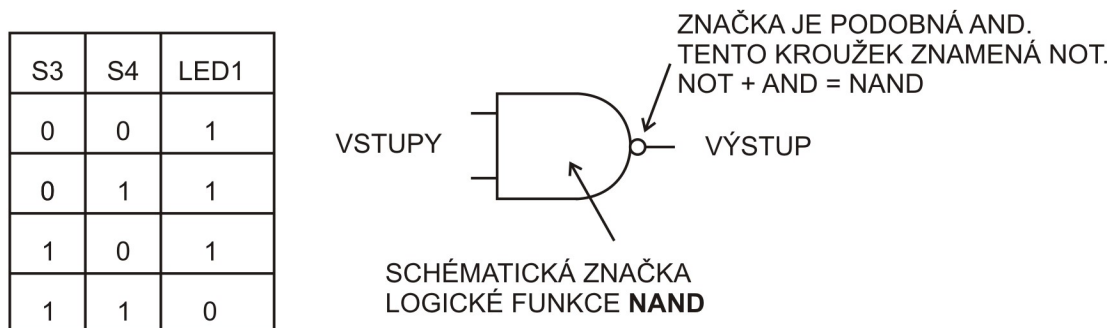 S3 S4 LED1
0 0 1
0 1 1
1 0 1
1 1 0
ZNAČKA JE PODOBNÁ AND.
TENTO KROUŽEK ZNAMENÁ NOT.
NOT + AND = NAND
VSTUPY
VÝSTUP
SCHÉMATICKÁ ZNAČKA
LOGICKÉ FUNKCE NAND